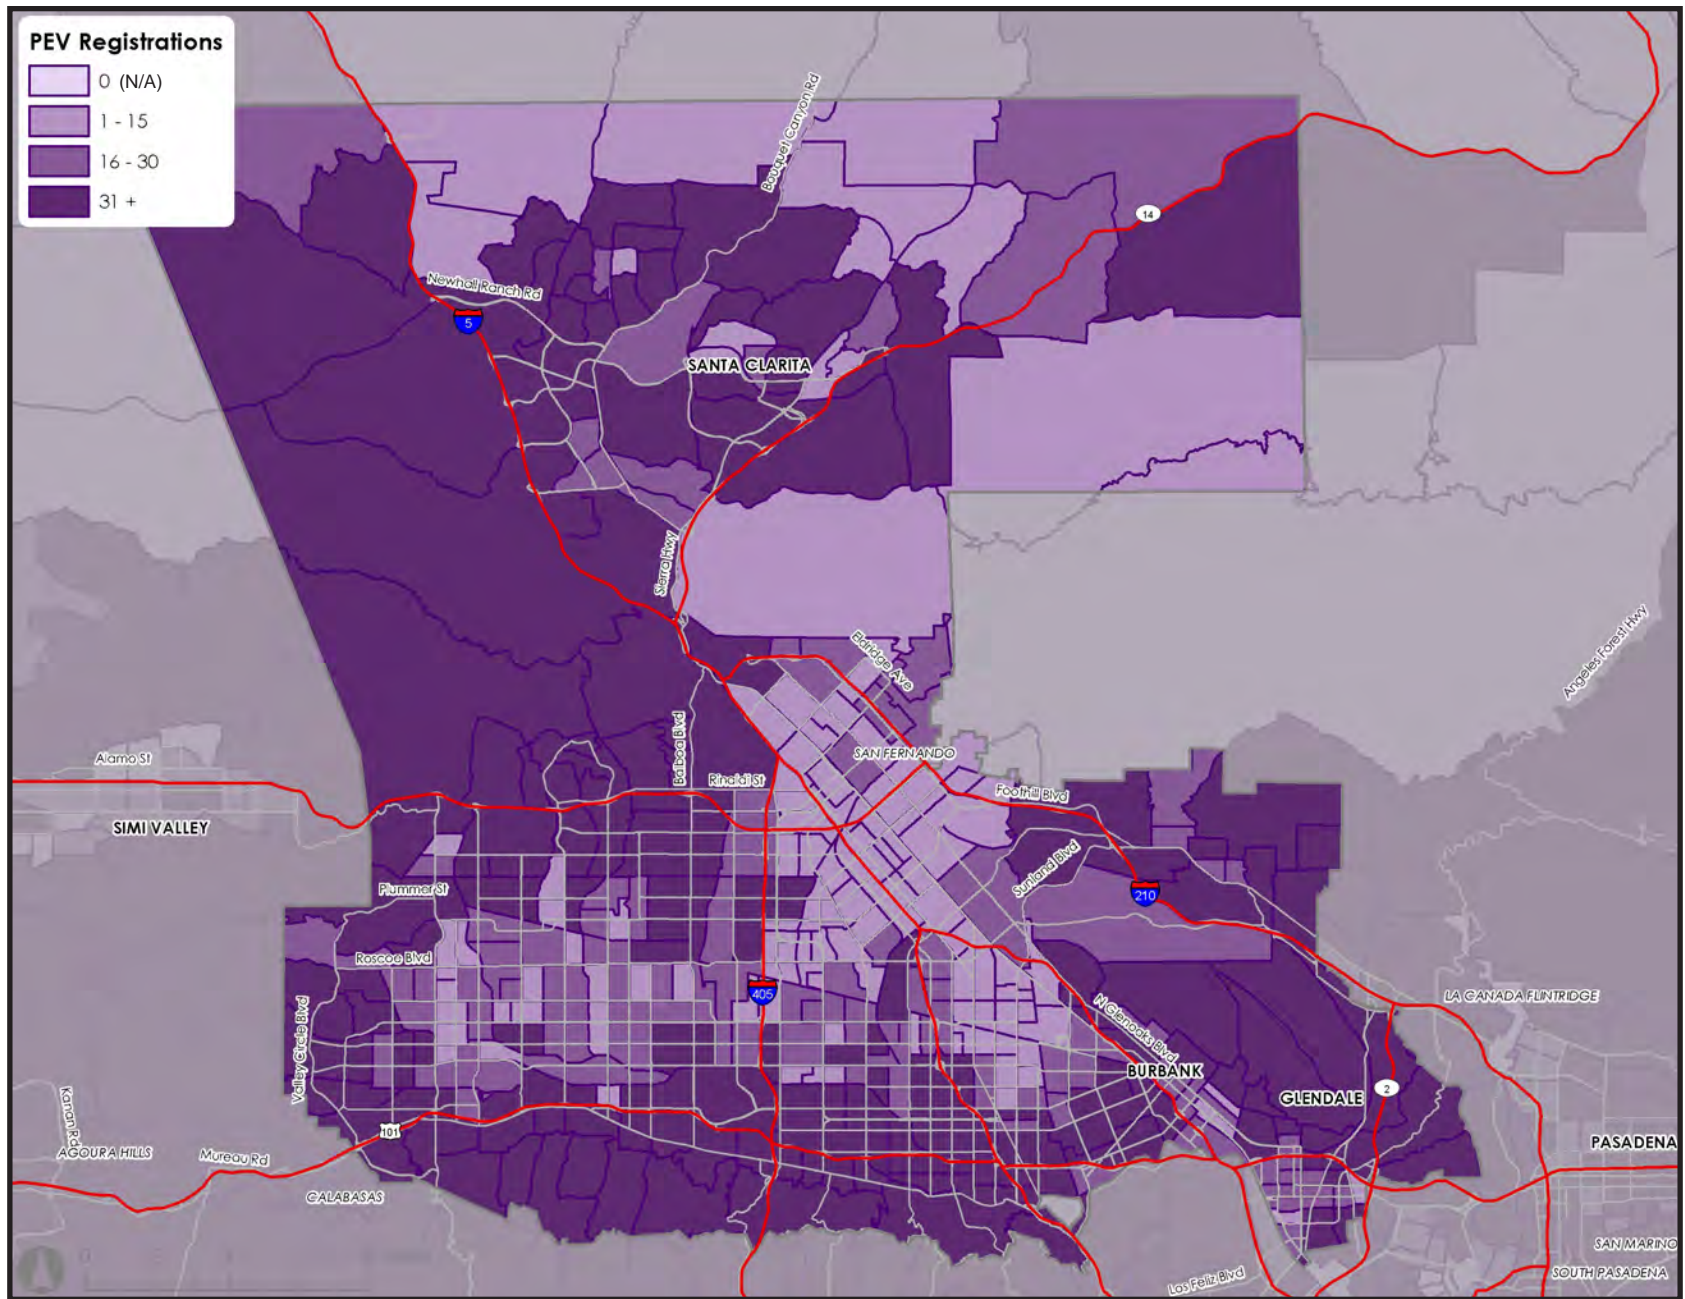 PEV Registrations
0 (N/A)
1 - 15
16 - 30
31 +
Bouquet Canyon Rd
14
Newhall Ranch Rd
5
SANTA CLARITA
Sierra Hwy
Eldridge Ave
Angeles Forest Hwy
Balboa Blvd
SAN FERNANDO
Alamo St
Rinaldi St
Foothill Blvd
SIMI VALLEY
Sunland Blvd
Plummer St
210
Roscoe Blvd
405
LA CANADA FLINTRIDGE
Valley Circle Blvd
N Glenoaks Blvd
BURBANK
GLENDALE
2
Kanan Rd
101
AGOURA HILLS
Mureau Rd
PASADENA
CALABASAS
SAN MARINO
Los Feliz Blvd
SOUTH PASADENA
0